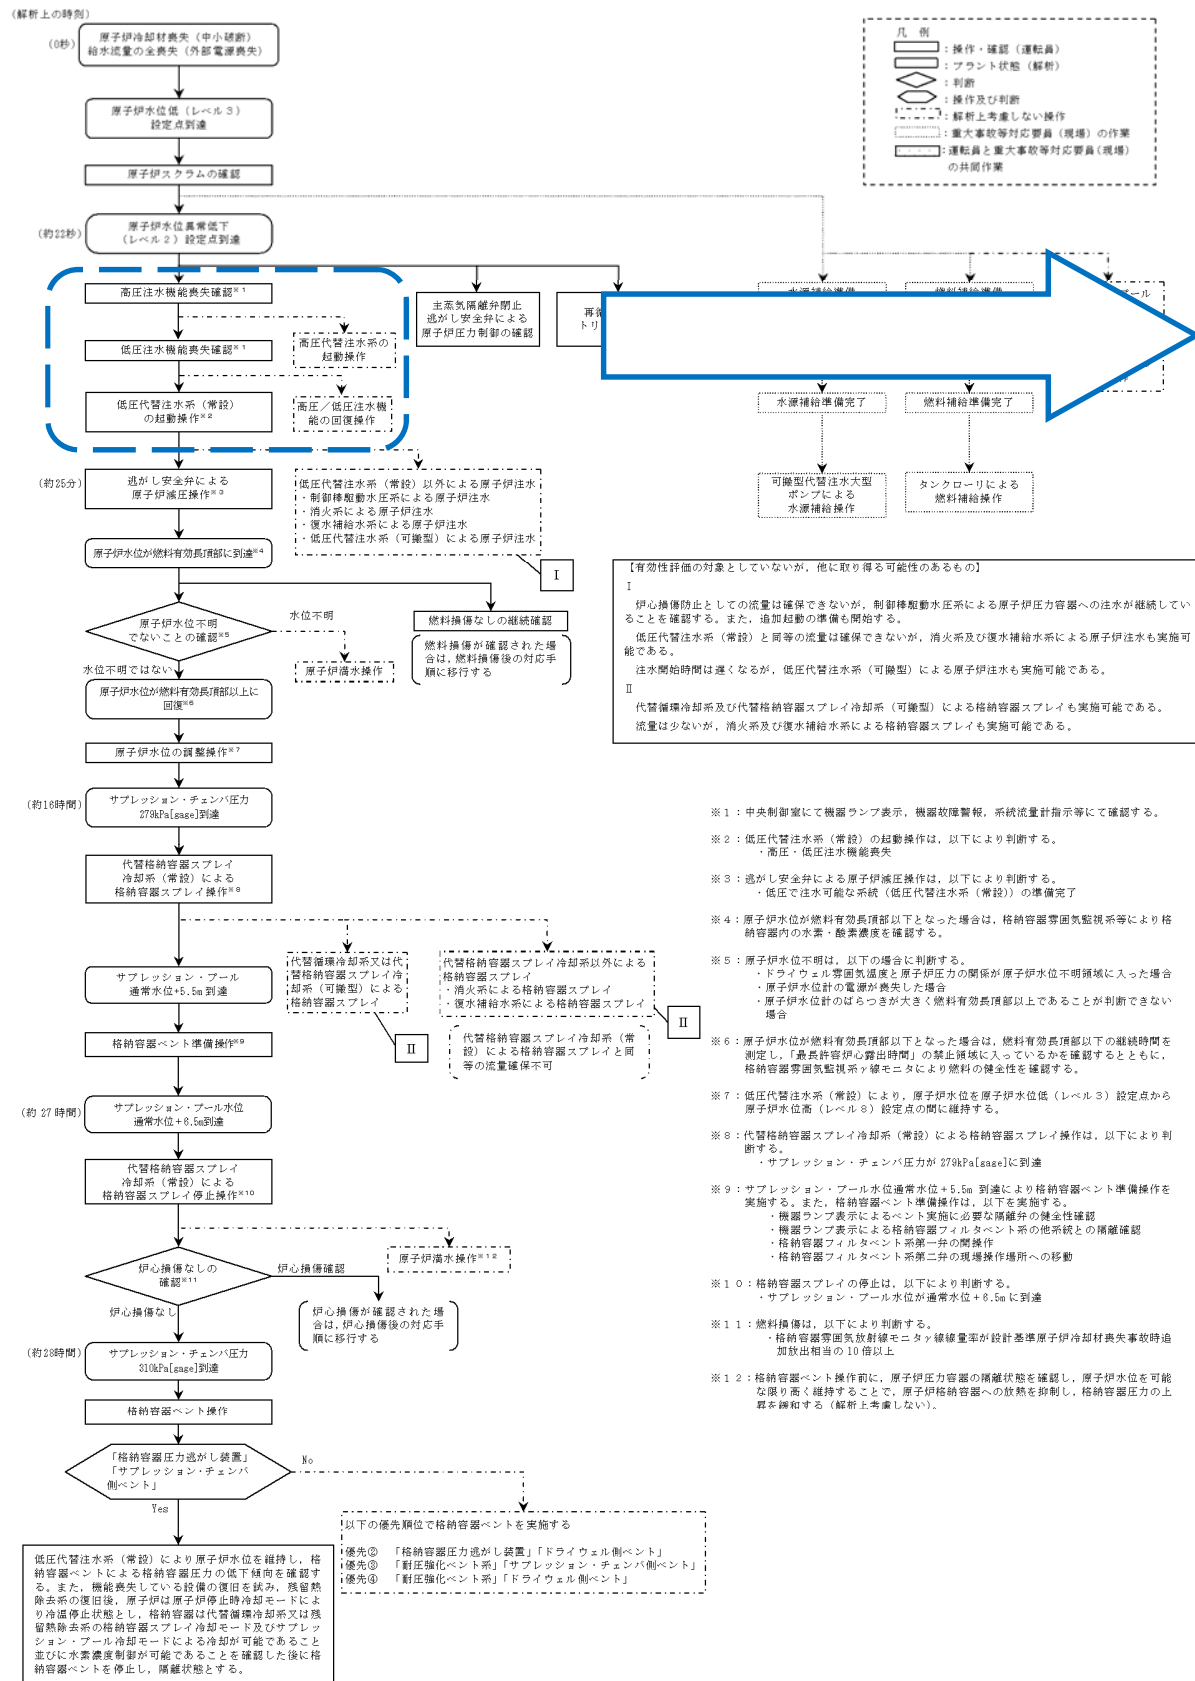 (解析上の時刻)
(0秒)
原子炉冷却材喪失（中小破断）
給水流量の全喪失（外部電源喪失）
原子炉水位低（レベル３）
設定点到達
原子炉スクラムの確認
(約22秒)
原子炉水位異常低下
（レベル２）設定点到達
高圧注水機能喪失確認※1
低圧注水機能喪失確認※1
高圧代替注水系の
起動操作
低圧代替注水系（常設）
の起動操作※2
高圧／低圧注水機
能の回復操作
主蒸気隔離弁閉止
逃がし安全弁による
原子炉圧力制御の確認
再循
トリ
水源補給準備
燃料補給準備
プール
作
水源補給準備完了
燃料補給準備完了
可搬型代替注水大型
ポンプによる
水源補給操作
タンクローリによる
燃料補給操作
凡　例
：操作・確認（運転員）
：プラント状態（解析）
：判断
：操作及び判断
：解析上考慮しない操作
：重大事故等対応要員（現場）の作業
：運転員と重大事故等対応要員（現場）
の共同作業
(約25分)
逃がし安全弁による
原子炉減圧操作※3
低圧代替注水系（常設）以外による原子炉注水
・制御棒駆動水圧系による原子炉注水
・消火系による原子炉注水
・復水補給水系による原子炉注水
・低圧代替注水系（可搬型）による原子炉注水
Ⅰ
原子炉水位が燃料有効長頂部に到達※4
原子炉水位不明
でないことの確認※5
水位不明
水位不明ではない
原子炉満水操作
燃料損傷なしの継続確認
燃料損傷が確認された場
合は，燃料損傷後の対応手
順に移行する
原子炉水位が燃料有効長頂部以上に
回復※6
原子炉水位の調整操作※7
【有効性評価の対象としていないが，他に取り得る可能性のあるもの】
Ⅰ
炉心損傷防止としての流量は確保できないが，制御棒駆動水圧系による原子炉圧力容器への注水が継続してい
ることを確認する。また，追加起動の準備も開始する。
低圧代替注水系（常設）と同等の流量は確保できないが，消火系及び復水補給水系による原子炉注水も実施可
能である。
注水開始時間は遅くなるが，低圧代替注水系（可搬型）による原子炉注水も実施可能である。
Ⅱ
代替循環冷却系及び代替格納容器スプレイ冷却系（可搬型）による格納容器スプレイも実施可能である。
流量は少ないが，消火系及び復水補給水系による格納容器スプレイも実施可能である。
(約16時間)
サプレッション・チェンバ圧力
279kPa[gage]到達
代替格納容器スプレイ
冷却系（常設）による
格納容器スプレイ操作※8
代替循環冷却系又は代
替格納容器スプレイ冷
却系（可搬型）による
格納容器スプレイ
Ⅱ
代替格納容器スプレイ冷却系以外による
格納容器スプレイ
・消火系による格納容器スプレイ
・復水補給水系による格納容器スプレイ
Ⅱ
代替格納容器スプレイ冷却系（常
設）による格納容器スプレイと同
等の流量確保不可
サプレッション・プール
通常水位+5.5m到達
格納容器ベント準備操作※9
(約 27時間)
サプレッション・プール水位
通常水位＋6.5m到達
代替格納容器スプレイ
冷却系（常設）による
格納容器スプレイ停止操作※10
原子炉満水操作※12
炉心損傷なしの
確認※11
炉心損傷確認
炉心損傷なし
炉心損傷が確認された場
合は，炉心損傷後の対応手
順に移行する
(約28時間)
サプレッション・チェンバ圧力
310kPa[gage]到達
格納容器ベント操作
「格納容器圧力逃がし装置」
「サプレッション・チェンバ
側ベント」
No
Yes
以下の優先順位で格納容器ベントを実施する
優先②　「格納容器圧力逃がし装置」「ドライウェル側ベント」
優先③　「耐圧強化ベント系」「サプレッション・チェンバ側ベント」
優先④　「耐圧強化ベント系」「ドライウェル側ベント」
低圧代替注水系（常設）により原子炉水位を維持し，格
納容器ベントによる格納容器圧力の低下傾向を確認す
る。また，機能喪失している設備の復旧を試み，残留熱
除去系の復旧後，原子炉は原子炉停止時冷却モードによ
り冷温停止状態とし，格納容器は代替循環冷却系又は残
留熱除去系の格納容器スプレイ冷却モード及びサプレッ
ション・プール冷却モードによる冷却が可能であること
並びに水素濃度制御が可能であることを確認した後に格
納容器ベントを停止し，隔離状態とする。
※１：中央制御室にて機器ランプ表示，機器故障警報，系統流量計指示等にて確認する。
※２：低圧代替注水系（常設）の起動操作は，以下により判断する。
・高圧・低圧注水機能喪失
※３：逃がし安全弁による原子炉減圧操作は，以下により判断する。
・低圧で注水可能な系統（低圧代替注水系（常設））の準備完了
※４：原子炉水位が燃料有効長頂部以下となった場合は，格納容器雰囲気監視系等により格
納容器内の水素・酸素濃度を確認する。
※５：原子炉水位不明は，以下の場合に判断する。
・ドライウェル雰囲気温度と原子炉圧力の関係が原子炉水位不明領域に入った場合
・原子炉水位計の電源が喪失した場合
・原子炉水位計のばらつきが大きく燃料有効長頂部以上であることが判断できない
場合
※６：原子炉水位が燃料有効長頂部以下となった場合は，燃料有効長頂部以下の継続時間を
測定し，「最長許容炉心露出時間」の禁止領域に入っているかを確認するとともに，
格納容器雰囲気監視系γ線モニタにより燃料の健全性を確認する。
※７：低圧代替注水系（常設）により，原子炉水位を原子炉水位低（レベル３）設定点から
原子炉水位高（レベル８）設定点の間に維持する。
※８：代替格納容器スプレイ冷却系（常設）による格納容器スプレイ操作は，以下により判
断する。
・サプレッション・チェンバ圧力が 279kPa[gage]に到達
※９：サプレッション・プール水位通常水位＋5.5m 到達により格納容器ベント準備操作を
実施する。また，格納容器ベント準備操作は，以下を実施する。
・機器ランプ表示によるベント実施に必要な隔離弁の健全性確認
・機器ランプ表示による格納容器フィルタベント系の他系統との隔離確認
・格納容器フィルタベント系第一弁の開操作
・格納容器フィルタベント系第二弁の現場操作場所への移動
※１０：格納容器スプレイの停止は，以下により判断する。
・サプレッション・プール水位が通常水位＋6.5m に到達
※１１：燃料損傷は，以下により判断する。
・格納容器雰囲気放射線モニタγ線線量率が設計基準原子炉冷却材喪失事故時追
加放出相当の 10 倍以上
※１２：格納容器ベント操作前に，原子炉圧力容器の隔離状態を確認し，原子炉水位を可能
な限り高く維持することで，原子炉格納容器への放熱を抑制し，格納容器圧力の上
昇を緩和する（解析上考慮しない）。